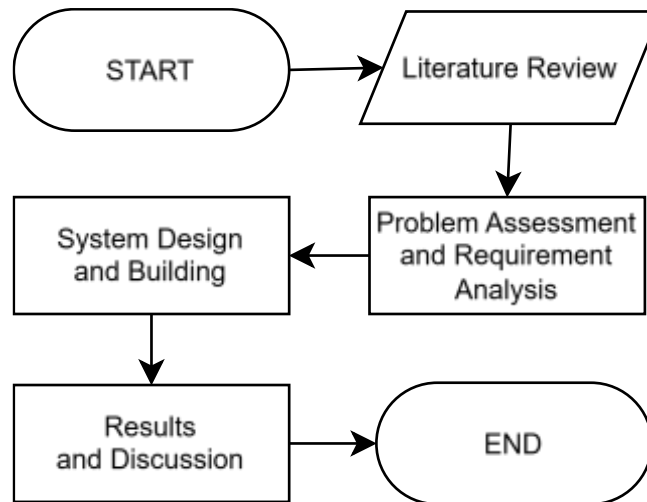 START
Literature Review
Problem Assessment
and Requirement
Analysis
System Design
and Building
Results
and Discussion
END